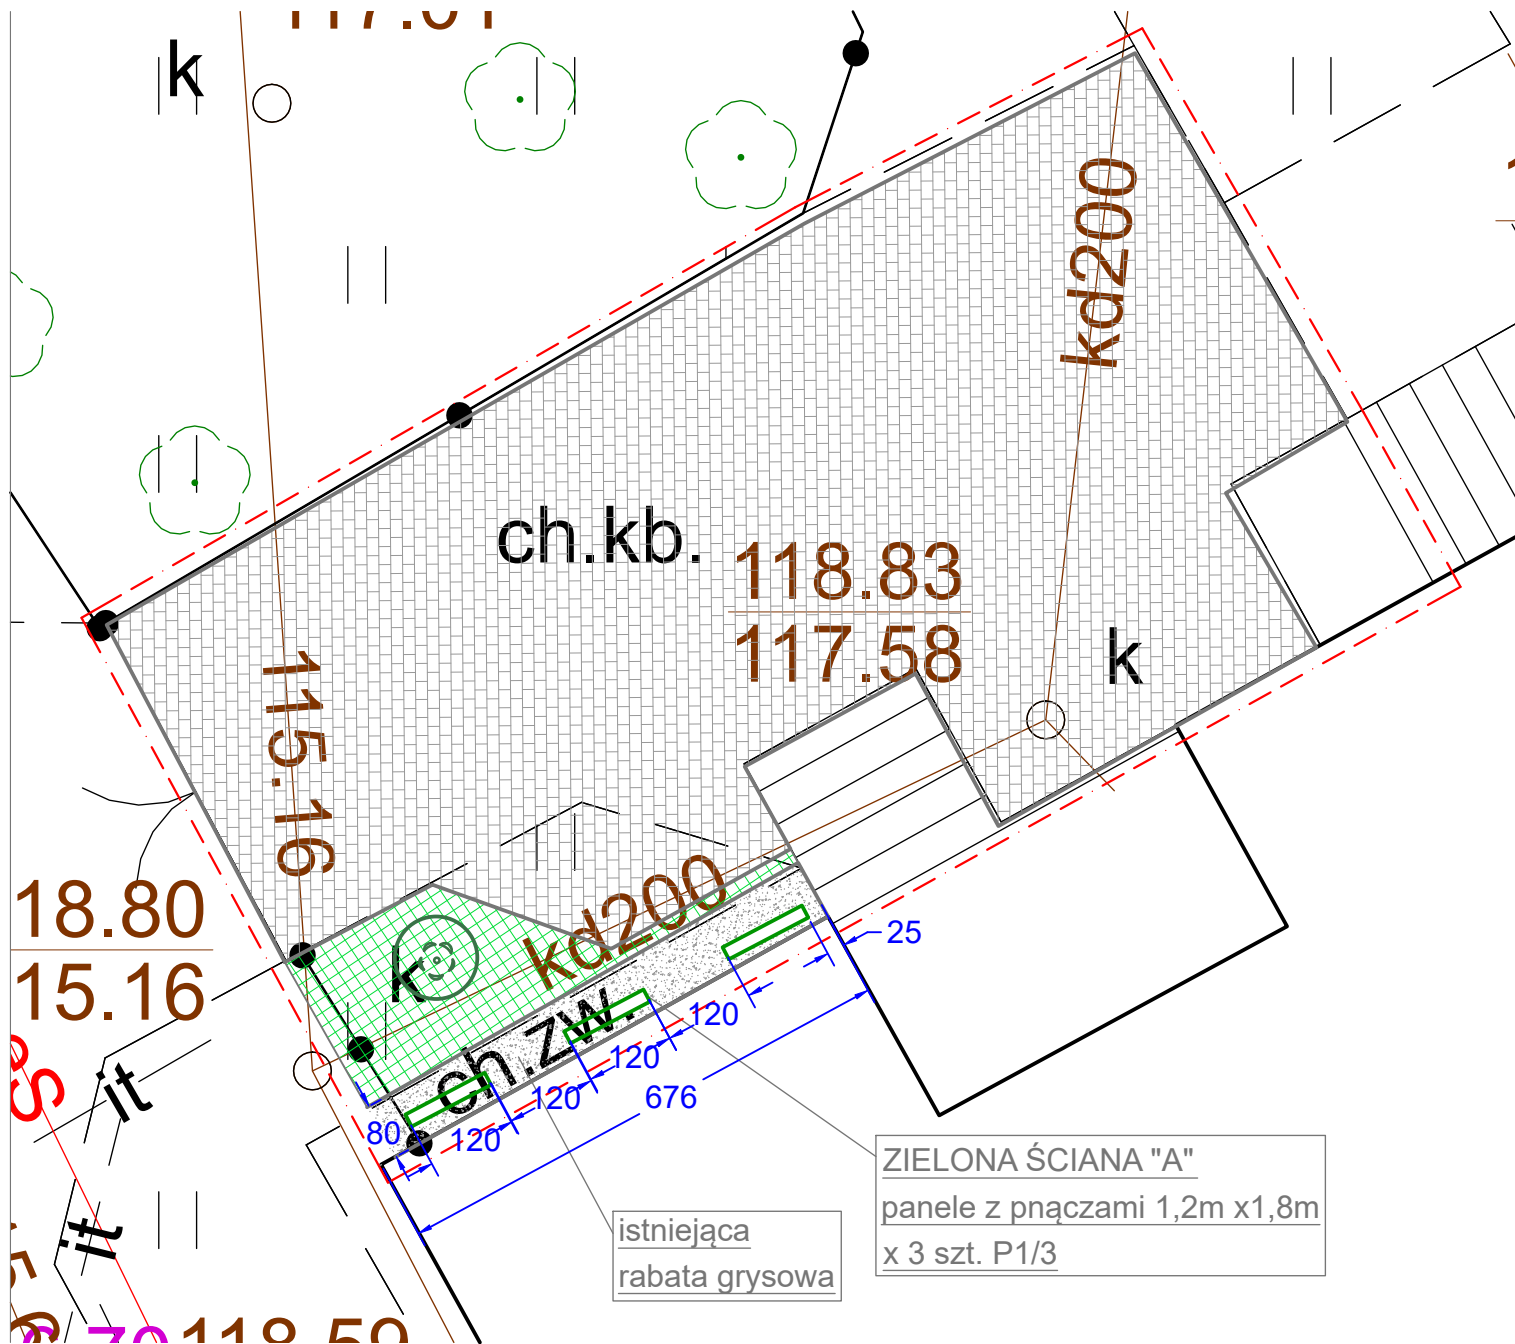 k
kd200
ch.kb.
118.83
117.58
k
115.16
18.80
15.16
kd200
k
ch.zw.
25
120
120
676
120
120
80
it
it
ZIELONA ŚCIANA "A"
panele z pnączami 1,2m x1,8m
x 3 szt. P1/3
istniejąca
rabata grysowa
118.59